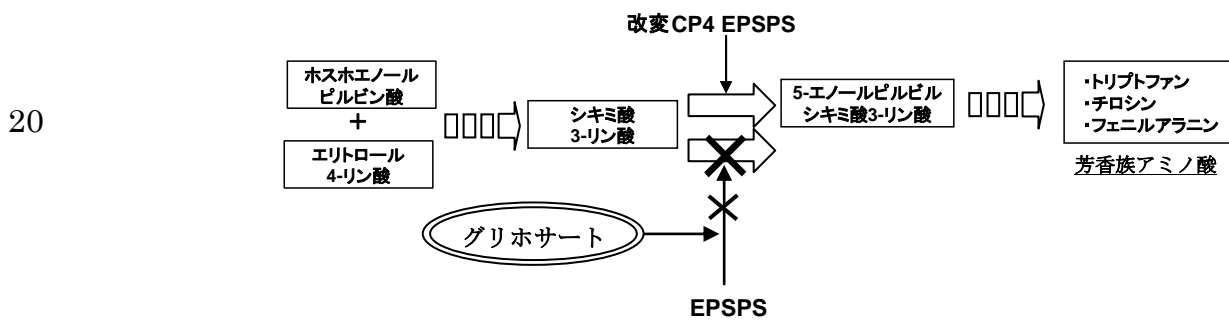 改変CP4 EPSPS
ホスホエノール
ピルビン酸
+
エリトロール
4-リン酸
シキミ酸
3-リン酸
5-エノールピルビル
シキミ酸3-リン酸
・トリプトファン
・チロシン
・フェニルアラニン
芳香族アミノ酸
20
グリホサート
EPSPS